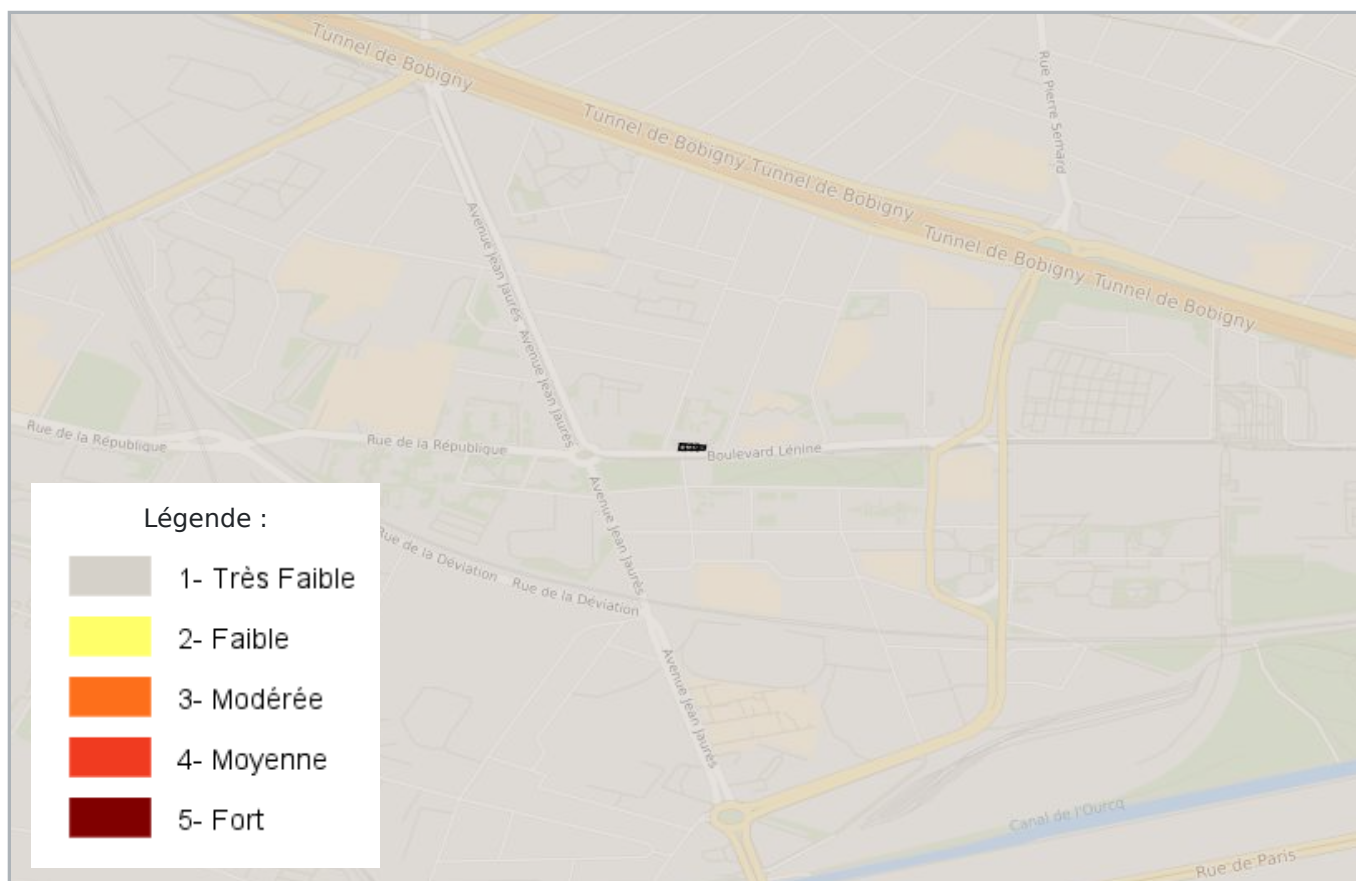 Tunnel de Bobigny
Rue Pierre Semard
Tunnel de Bobigny
Tunnel de Bobigny
Avenue Jean Jaurès
Tunnel de Bobigny
Tunnel de Bobigny
Avenue Jean Jaurès
Rue de la République
Rue de la République
Boulevard Lénine
Avenue Jean Jaurès
Légende :
1- Très Faible
2- Faible
3- Modérée
4- Moyenne
5- Fort
Rue de la Déviation
Rue de la Déviation
Avenue Jean Jaurès
Canal de l'Ourcq
Rue de Paris